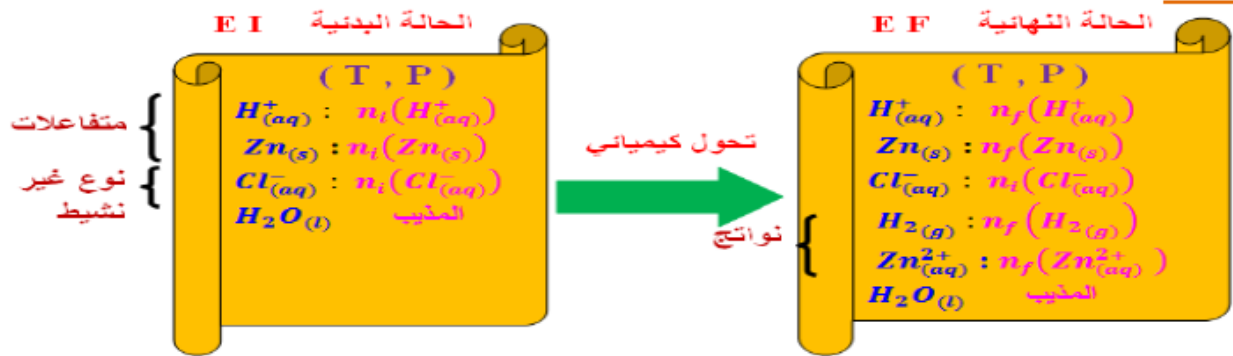 الحالة البدئية E I
(T , P)
متفاعلات
H⁺(aq) : nᵢ(H⁺(aq))
Zn(s) : nᵢ(Zn(s))
نوع غير نشيط
Cl⁻(aq) : nᵢ(Cl⁻(aq))
H₂O(l) المذيب
تحول كيميائي
الحالة النهائية E F
(T , P)
H⁺(aq) : n_f(H⁺(aq))
Zn(s) : n_f(Zn(s))
Cl⁻(aq) : nᵢ(Cl⁻(aq))
نواتج
H₂(g) : n_f(H₂(g))
Zn²⁺(aq) : n_f(Zn²⁺(aq))
H₂O(l) المذيب